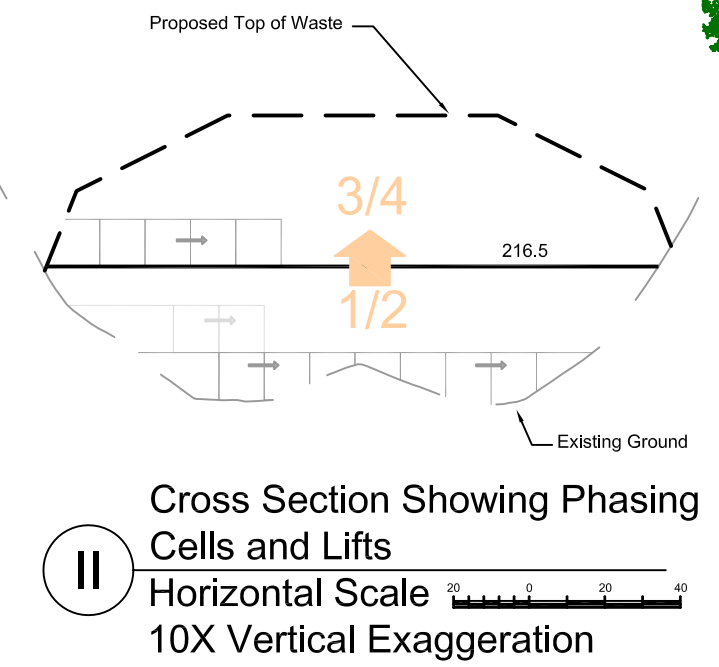 Proposed Top of Waste
3/4
216.5
1/2
Existing Ground
II
Cross Section Showing Phasing
Cells and Lifts
Horizontal Scale
20 0 20 40
10X Vertical Exaggeration